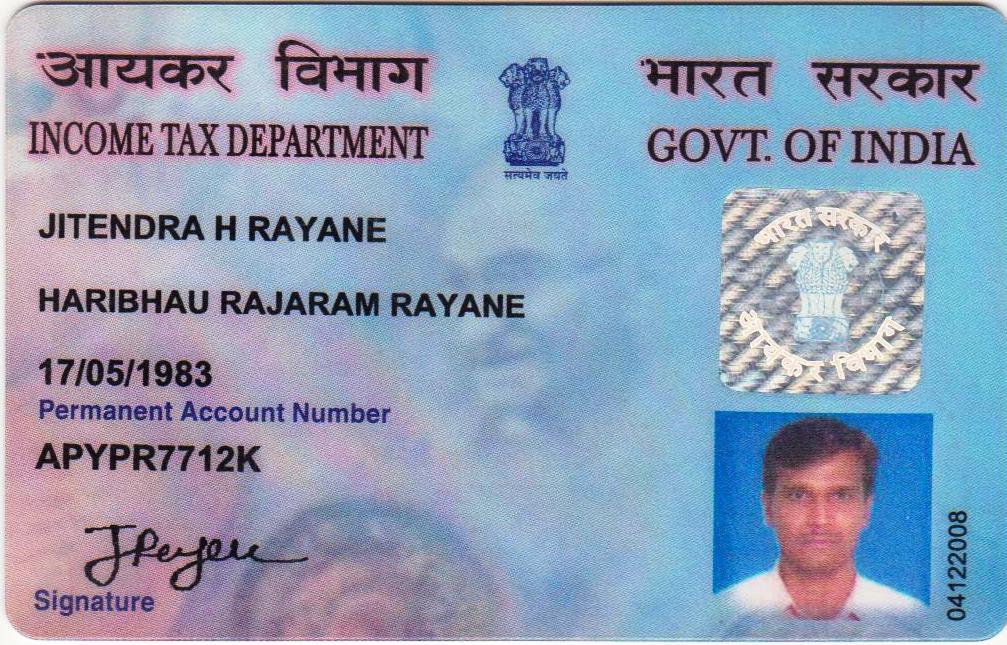 आयकर विभाग
INCOME TAX DEPARTMENT
सत्यमेव जयते
भारत सरकार
GOVT. OF INDIA
JITENDRA H RAYANE
HARIBHAU RAJARAM RAYANE
17/05/1983
Permanent Account Number
APYPR7712K
Signature
भारत सरकार
आयकर विभाग
04122008